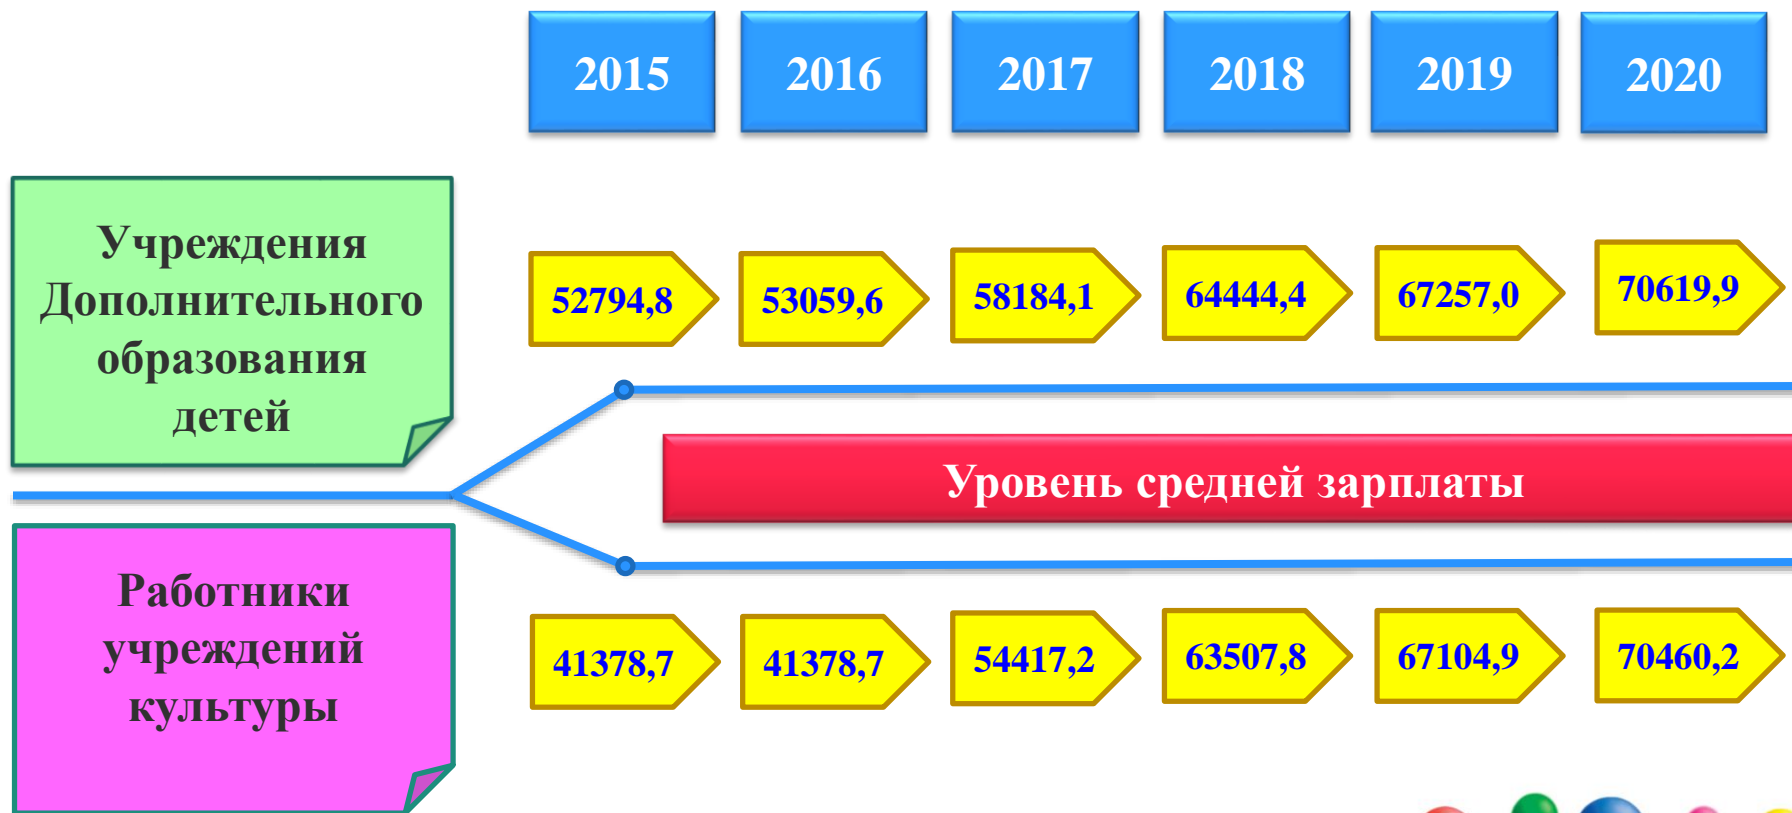 2015 2016 2017 2018 2019 2020
Учреждения
Дополнительного
образования
детей
52794,8 53059,6 58184,1 64444,4 67257,0 70619,9
Уровень средней зарплаты
Работники
учреждений
культуры
41378,7 41378,7 54417,2 63507,8 67104,9 70460,2